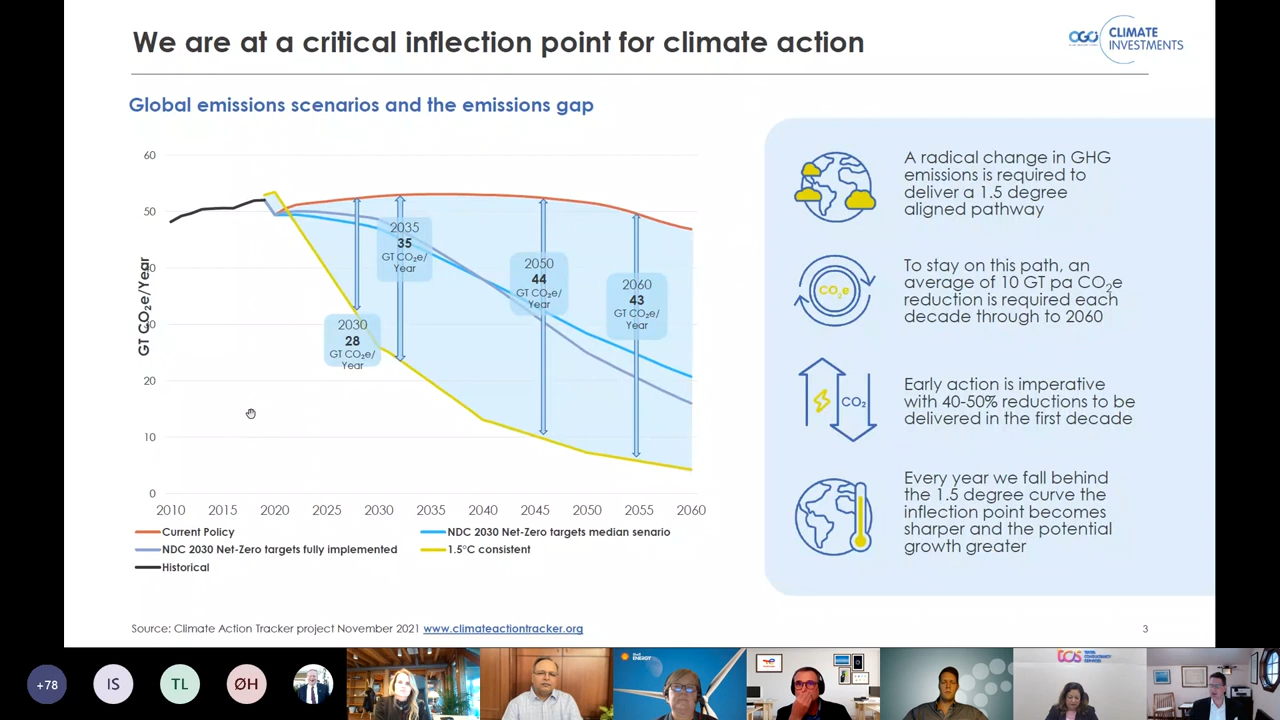 We are at a critical inflection point for climate action
OGCI
CLIMATE
INVESTMENTS
Global emissions scenarios and the emissions gap
60
50
40
30
20
10
0
GT CO₂e/Year
2010 2015 2020 2025 2030 2035 2040 2045 2050 2055 2060
2030
28
GT CO₂e/
Year
2035
35
GT CO₂e/
Year
2050
44
GT CO₂e/
Year
2060
43
GT CO₂e/
Year
Current Policy
NDC 2030 Net-Zero targets median senario
NDC 2030 Net-Zero targets fully implemented
1.5°C consistent
Historical
A radical change in GHG
emissions is required to
deliver a 1.5 degree
aligned pathway
CO₂e
To stay on this path, an
average of 10 GT pa CO₂e
reduction is required each
decade through to 2060
CO₂
Early action is imperative
with 40-50% reductions to be
delivered in the first decade
Every year we fall behind
the 1.5 degree curve the
inflection point becomes
sharper and the potential
growth greater
Source: Climate Action Tracker project November 2021 www.climateactiontracker.org
3
+78
IS
TL
ØH
ENERGY